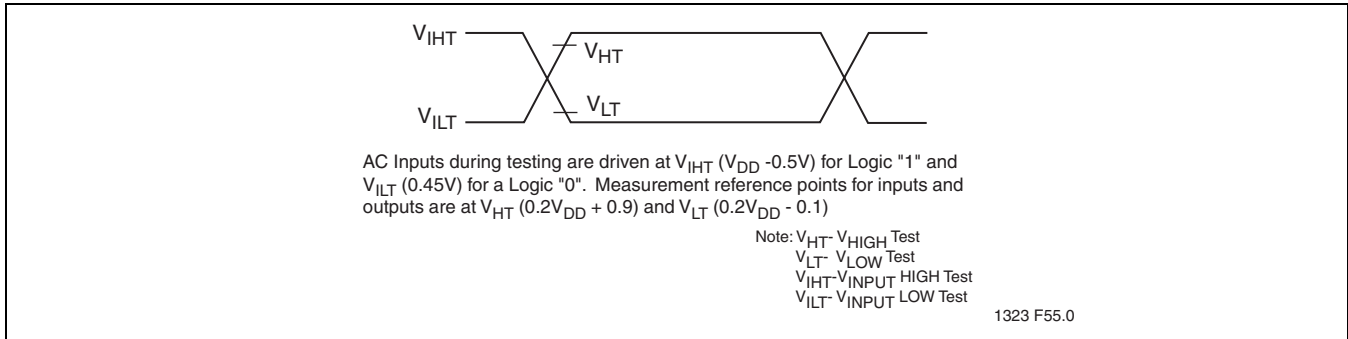 VIHT
VHT
VLT
VILT
AC Inputs during testing are driven at VIHT (VDD -0.5V) for Logic "1" and
VILT (0.45V) for a Logic "0". Measurement reference points for inputs and
outputs are at VHT (0.2VDD + 0.9) and VLT (0.2VDD - 0.1)
Note: VHT- VHIGH Test
VLT- VLOW Test
VIHT-VINPUT HIGH Test
VILT- VINPUT LOW Test
1323 F55.0